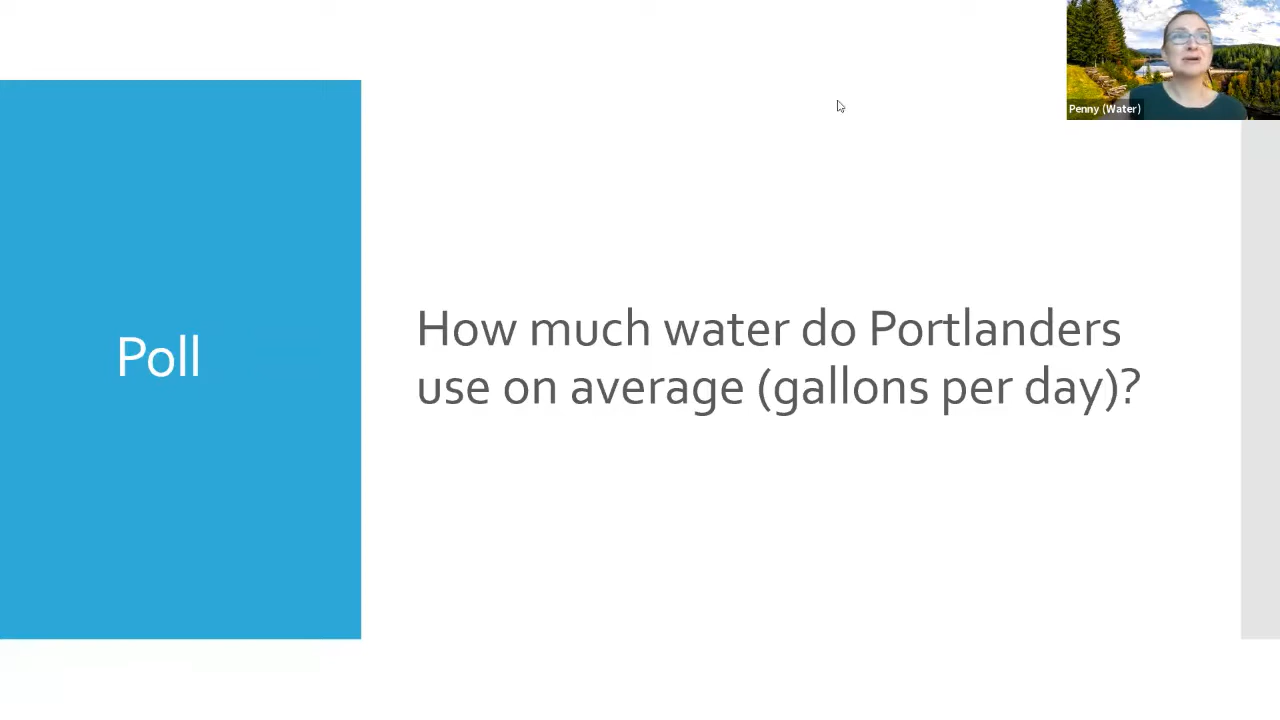 Penny (Water)
Poll
How much water do Portlanders
use on average (gallons per day)?